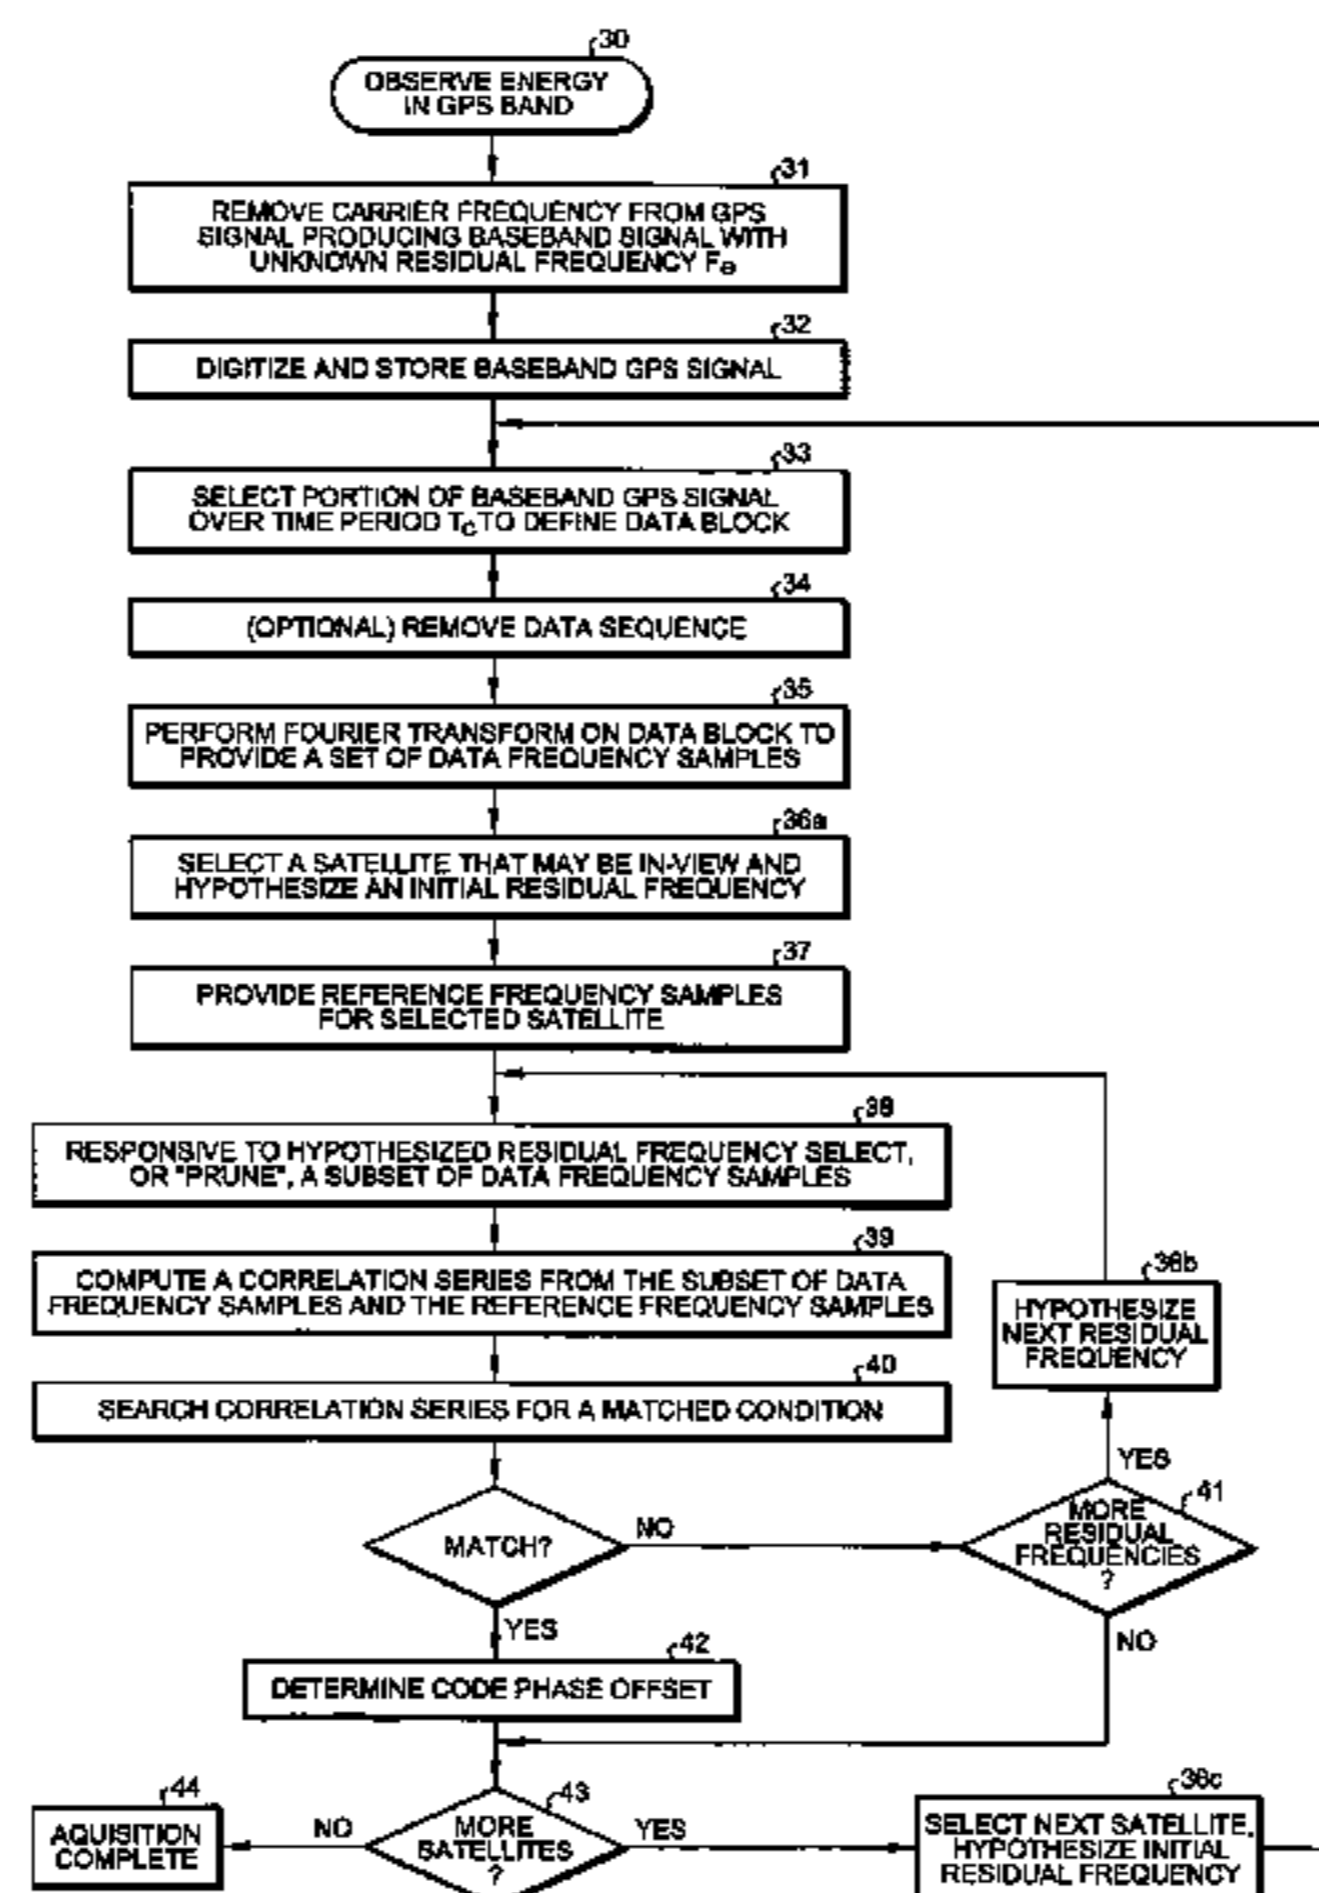 30
OBSERVE ENERGY
IN GPS BAND
31
REMOVE CARRIER FREQUENCY FROM GPS
SIGNAL PRODUCING BASEBAND SIGNAL WITH
UNKNOWN RESIDUAL FREQUENCY Fe
32
DIGITIZE AND STORE BASEBAND GPS SIGNAL
33
SELECT PORTION OF BASEBAND GPS SIGNAL
OVER TIME PERIOD TC TO DEFINE DATA BLOCK
34
(OPTIONAL) REMOVE DATA SEQUENCE
35
PERFORM FOURIER TRANSFORM ON DATA BLOCK TO
PROVIDE A SET OF DATA FREQUENCY SAMPLES
36a
SELECT A SATELLITE THAT MAY BE IN-VIEW AND
HYPOTHESIZE AN INITIAL RESIDUAL FREQUENCY
37
PROVIDE REFERENCE FREQUENCY SAMPLES
FOR SELECTED SATELLITE
38
RESPONSIVE TO HYPOTHESIZED RESIDUAL FREQUENCY SELECT,
OR "PRUNE", A SUBSET OF DATA FREQUENCY SAMPLES
39
COMPUTE A CORRELATION SERIES FROM THE SUBSET OF DATA
FREQUENCY SAMPLES AND THE REFERENCE FREQUENCY SAMPLES
36b
HYPOTHESIZE
NEXT RESIDUAL
FREQUENCY
40
SEARCH CORRELATION SERIES FOR A MATCHED CONDITION
YES
41
MATCH?
NO
MORE
RESIDUAL
FREQUENCIES
?
YES
NO
42
DETERMINE CODE PHASE OFFSET
44
AQUISITION
COMPLETE
NO
43
MORE
SATELLITES
?
YES
36c
SELECT NEXT SATELLITE,
HYPOTHESIZE INITIAL
RESIDUAL FREQUENCY